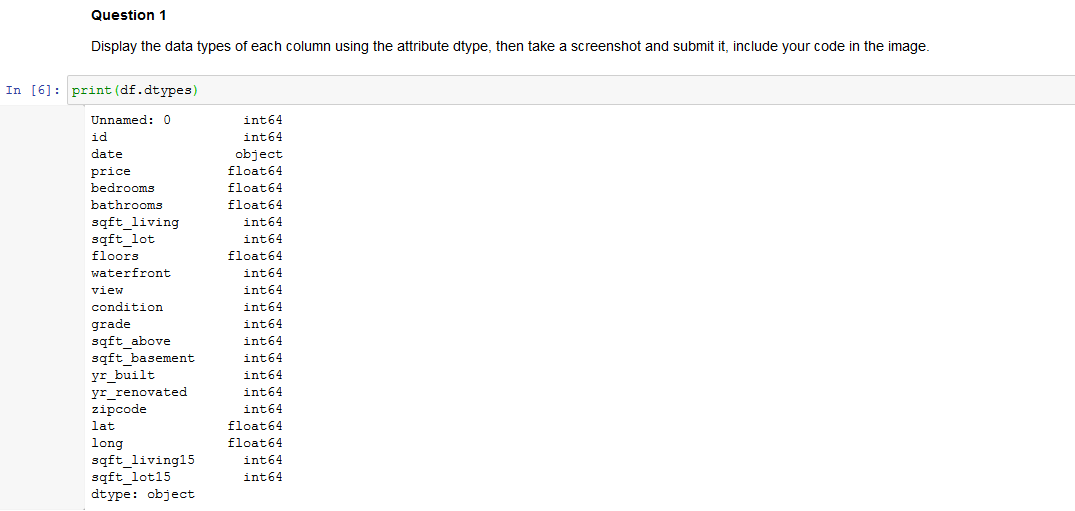 Question 1
Display the data types of each column using the attribute dtype, then take a screenshot and submit it, include your code in the image.
In [6]: print(df.dtypes)
Unnamed: 0 int64
id int64
date object
price float64
bedrooms float64
bathrooms float64
sqft_living int64
sqft_lot int64
floors float64
waterfront int64
view int64
condition int64
grade int64
sqft_above int64
sqft_basement int64
yr_built int64
yr_renovated int64
zipcode int64
lat float64
long float64
sqft_living15 int64
sqft_lot15 int64
dtype: object